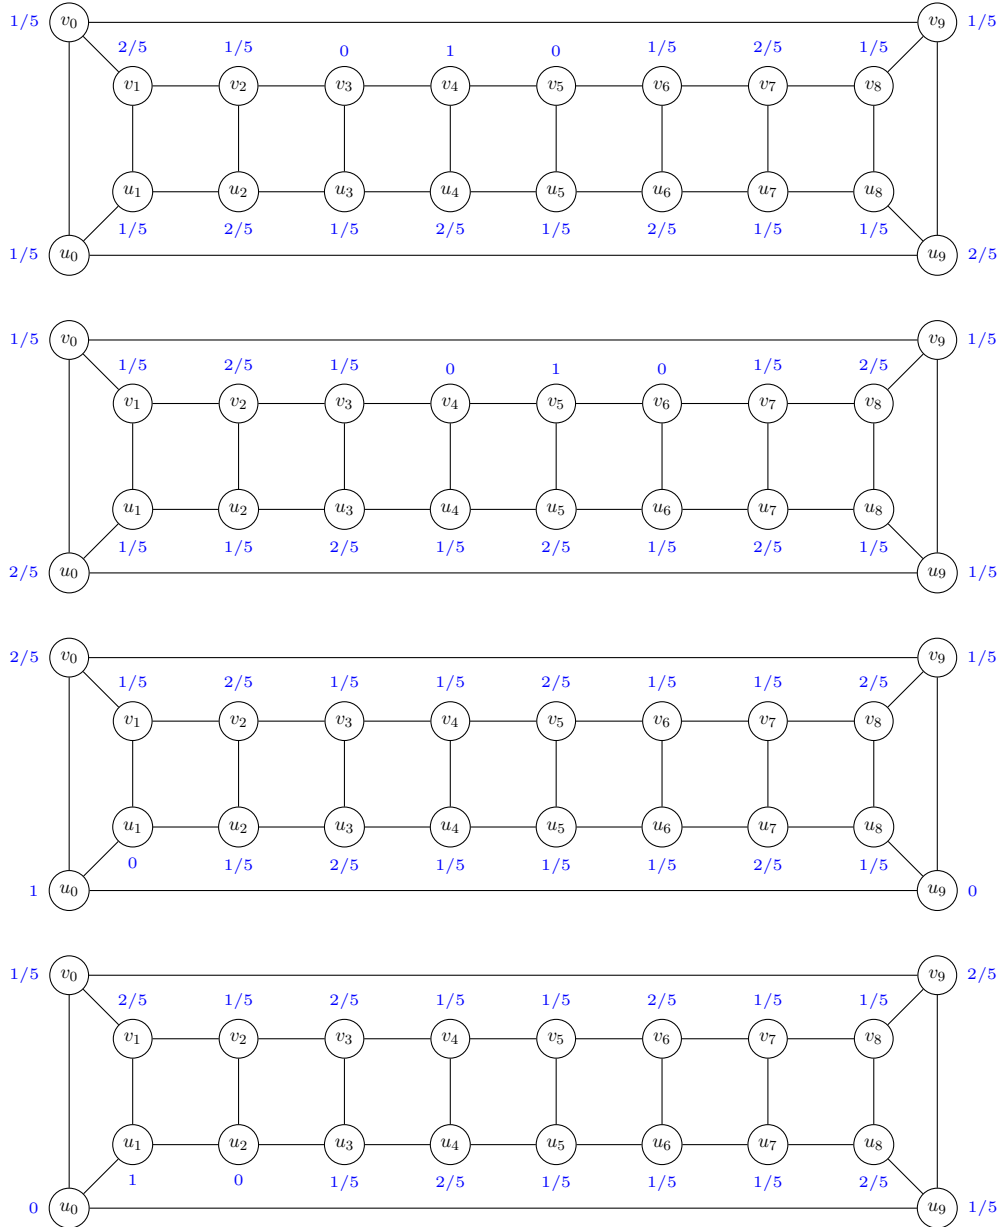 1/5 v₀ v₉ 1/5
2/5 1/5 0 1 0 1/5 2/5 1/5
v₁ v₂ v₃ v₄ v₅ v₆ v₇ v₈
u₁ u₂ u₃ u₄ u₅ u₆ u₇ u₈
1/5 2/5 1/5 2/5 1/5 2/5 1/5 1/5
1/5 u₀ u₉ 2/5
1/5 v₀ v₉ 1/5
1/5 2/5 1/5 0 1 0 1/5 2/5
v₁ v₂ v₃ v₄ v₅ v₆ v₇ v₈
u₁ u₂ u₃ u₄ u₅ u₆ u₇ u₈
1/5 1/5 2/5 1/5 2/5 1/5 2/5 1/5
2/5 u₀ u₉ 1/5
2/5 v₀ v₉ 1/5
1/5 2/5 1/5 1/5 2/5 1/5 1/5 2/5
v₁ v₂ v₃ v₄ v₅ v₆ v₇ v₈
u₁ u₂ u₃ u₄ u₅ u₆ u₇ u₈
0 1/5 2/5 1/5 1/5 1/5 2/5 1/5
1 u₀ u₉ 0
1/5 v₀ v₉ 2/5
2/5 1/5 2/5 1/5 1/5 2/5 1/5 1/5
v₁ v₂ v₃ v₄ v₅ v₆ v₇ v₈
u₁ u₂ u₃ u₄ u₅ u₆ u₇ u₈
1 0 1/5 2/5 1/5 1/5 1/5 2/5
0 u₀ u₉ 1/5